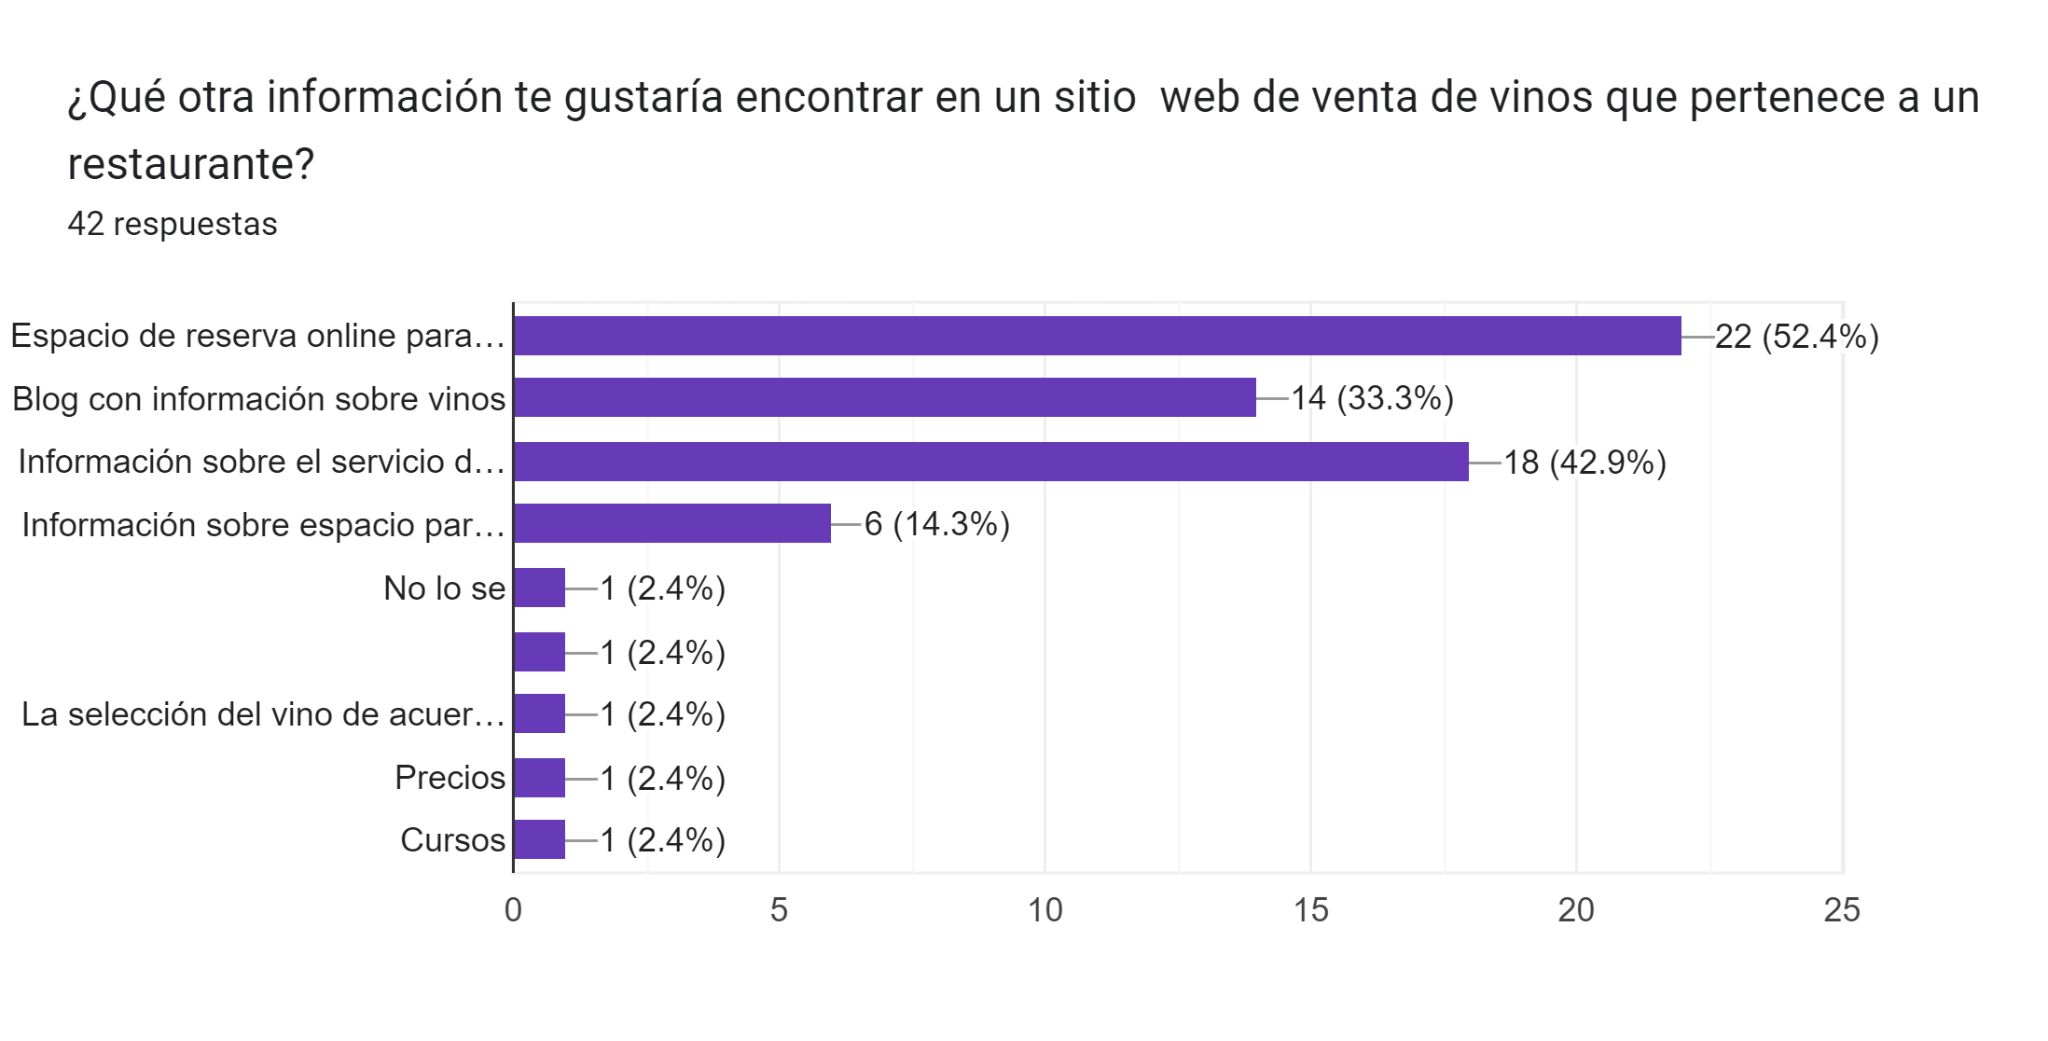 ¿Qué otra información te gustaría encontrar en un sitio  web de venta de vinos que pertenece a un
restaurante?
42 respuestas
Espacio de reserva online para… 22 (52.4%)
Blog con información sobre vinos 14 (33.3%)
Información sobre el servicio d… 18 (42.9%)
Información sobre espacio par… 6 (14.3%)
No lo se 1 (2.4%)
1 (2.4%)
La selección del vino de acuer… 1 (2.4%)
Precios 1 (2.4%)
Cursos 1 (2.4%)
0 5 10 15 20 25